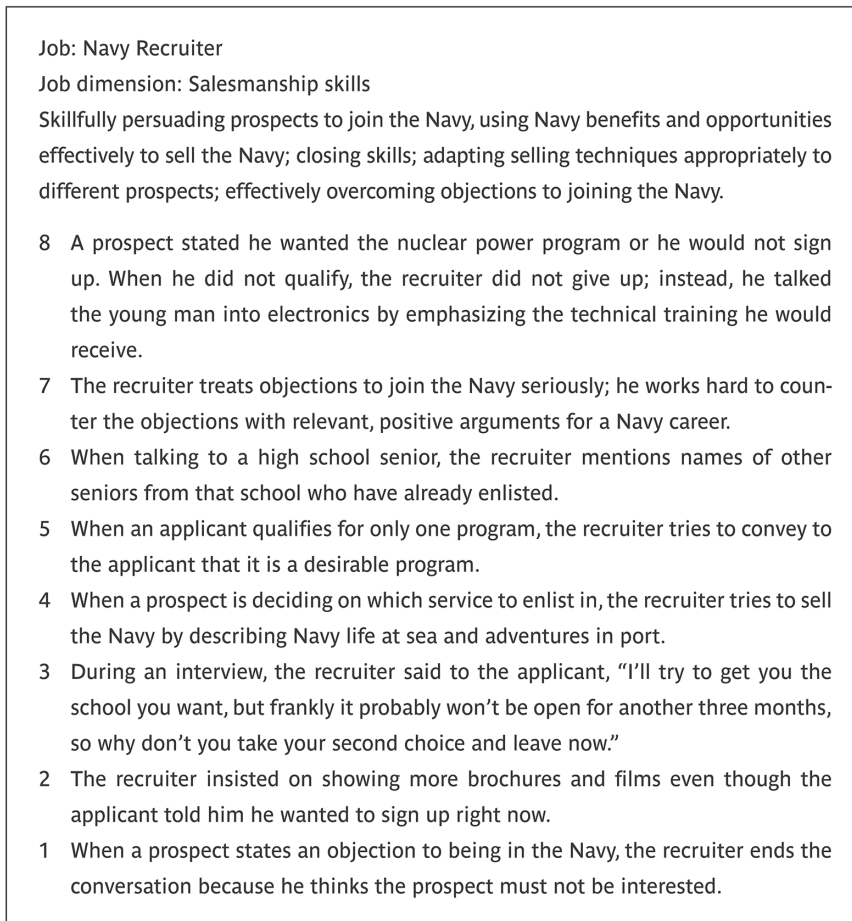 Job: Navy Recruiter
Job dimension: Salesmanship skills
Skillfully persuading prospects to join the Navy, using Navy benefits and opportunities
effectively to sell the Navy; closing skills; adapting selling techniques appropriately to
different prospects; effectively overcoming objections to joining the Navy.
8 A prospect stated he wanted the nuclear power program or he would not sign
up. When he did not qualify, the recruiter did not give up; instead, he talked
the young man into electronics by emphasizing the technical training he would
receive.
7 The recruiter treats objections to join the Navy seriously; he works hard to coun-
ter the objections with relevant, positive arguments for a Navy career.
6 When talking to a high school senior, the recruiter mentions names of other
seniors from that school who have already enlisted.
5 When an applicant qualifies for only one program, the recruiter tries to convey to
the applicant that it is a desirable program.
4 When a prospect is deciding on which service to enlist in, the recruiter tries to sell
the Navy by describing Navy life at sea and adventures in port.
3 During an interview, the recruiter said to the applicant, “I’ll try to get you the
school you want, but frankly it probably won’t be open for another three months,
so why don’t you take your second choice and leave now.”
2 The recruiter insisted on showing more brochures and films even though the
applicant told him he wanted to sign up right now.
1 When a prospect states an objection to being in the Navy, the recruiter ends the
conversation because he thinks the prospect must not be interested.